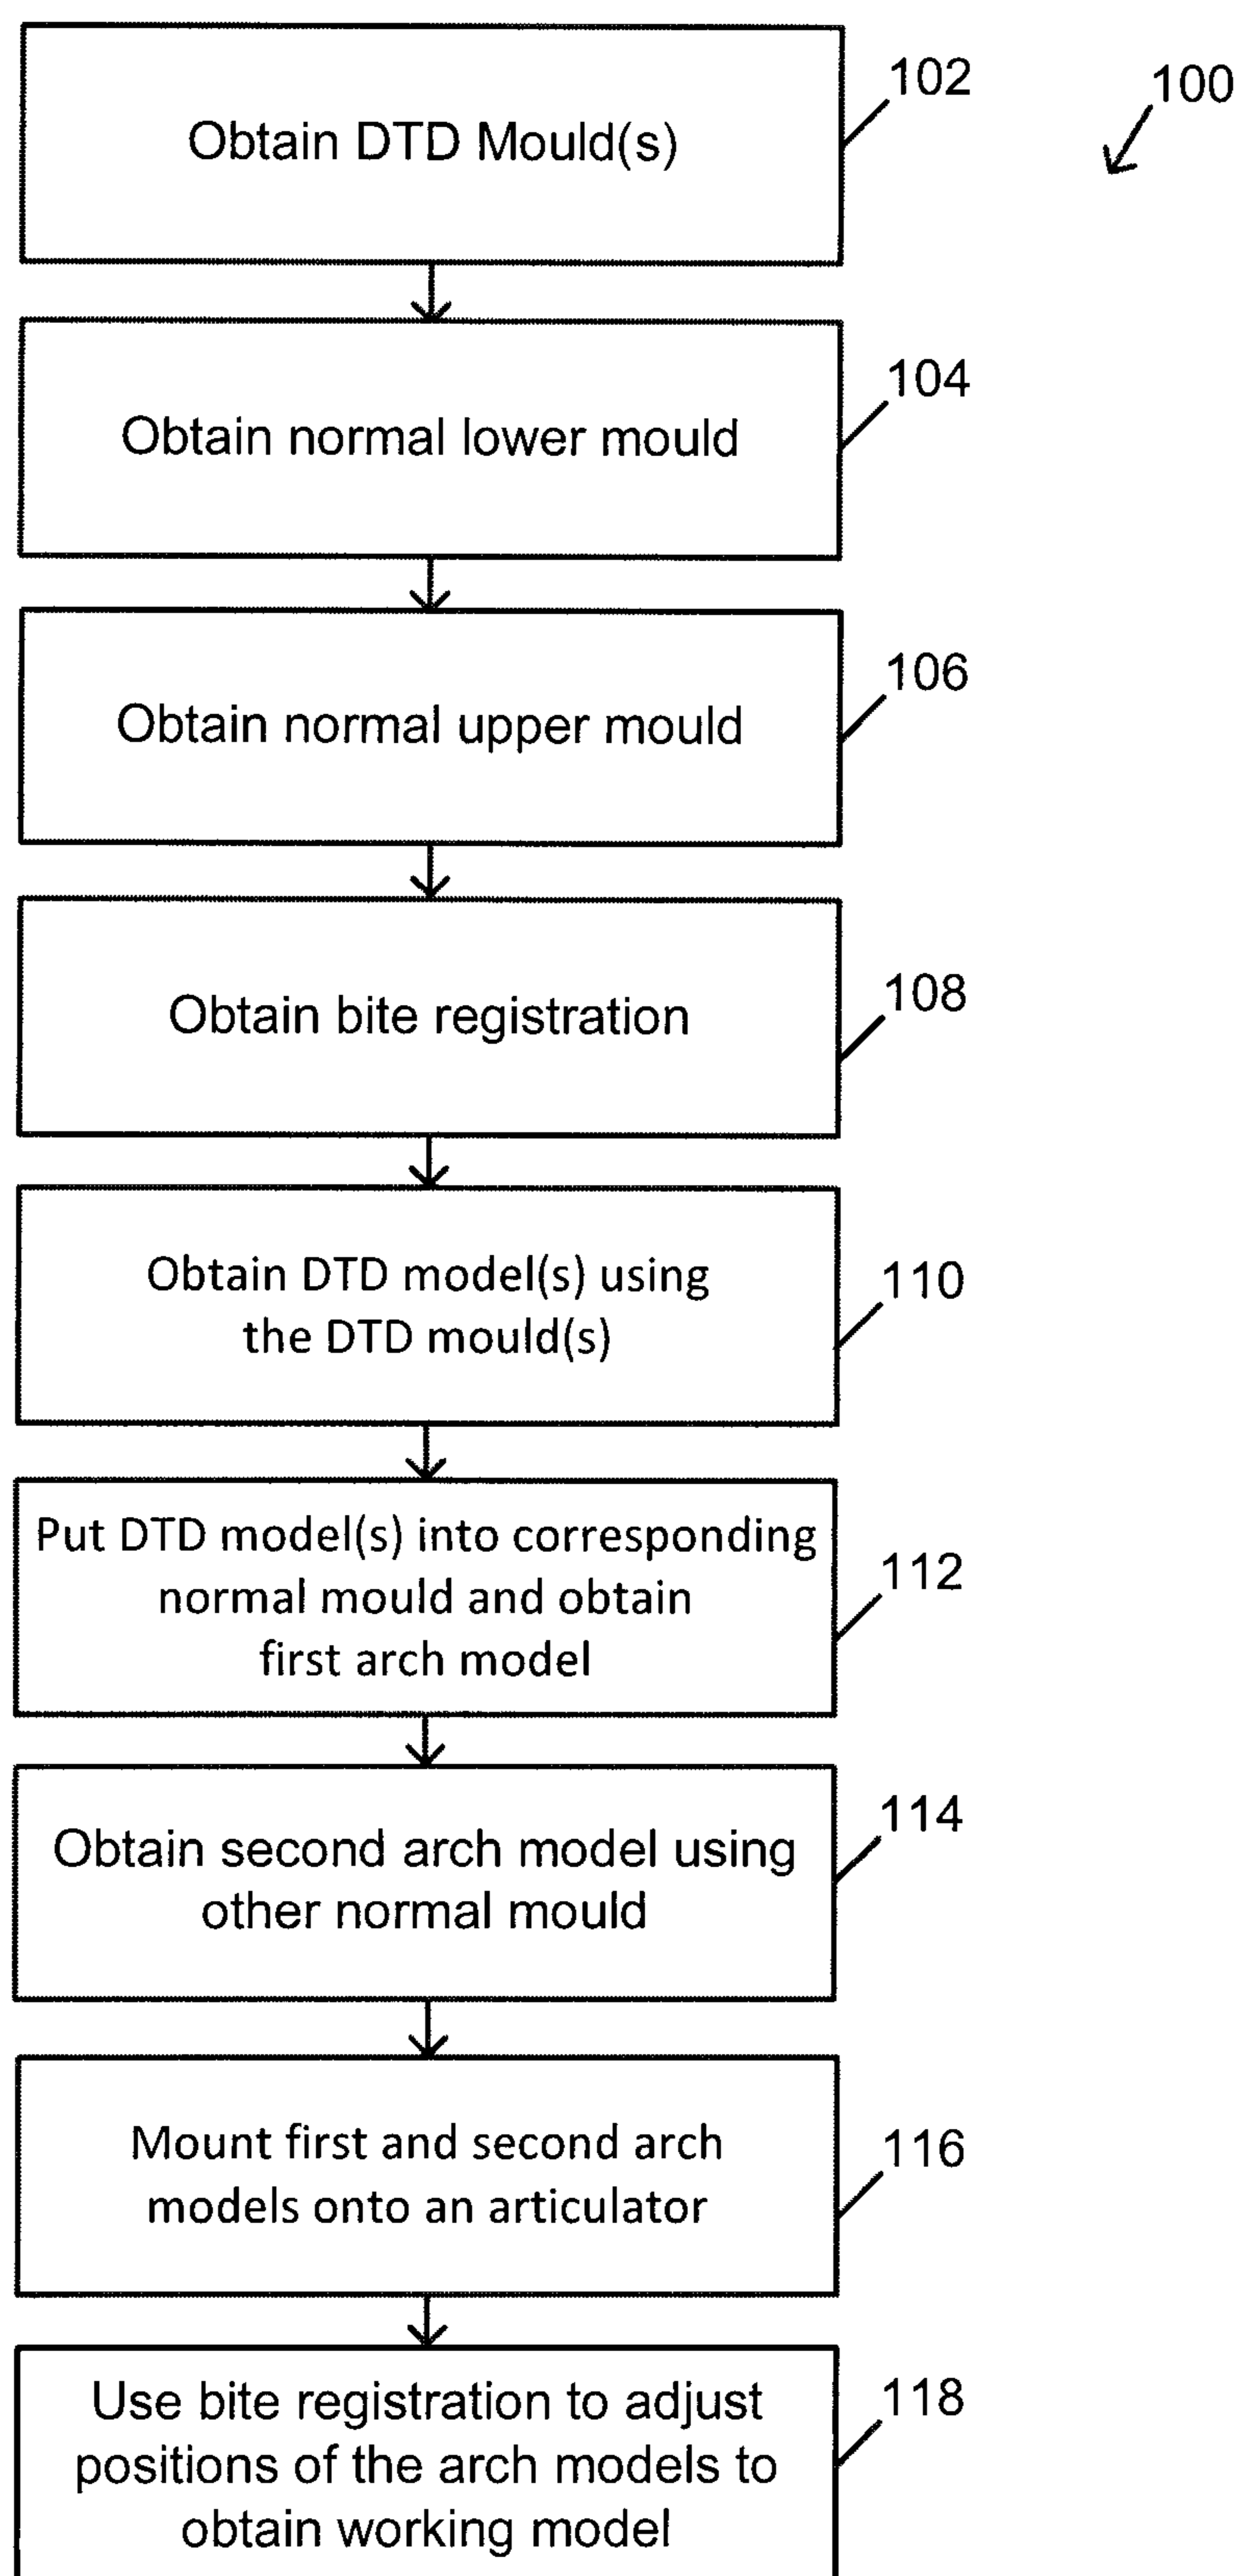 Obtain DTD Mould(s)
102
100
Obtain normal lower mould
104
Obtain normal upper mould
106
Obtain bite registration
108
Obtain DTD model(s) using
the DTD mould(s)
110
Put DTD model(s) into corresponding
normal mould and obtain
first arch model
112
Obtain second arch model using
other normal mould
114
Mount first and second arch
models onto an articulator
116
Use bite registration to adjust
positions of the arch models to
obtain working model
118